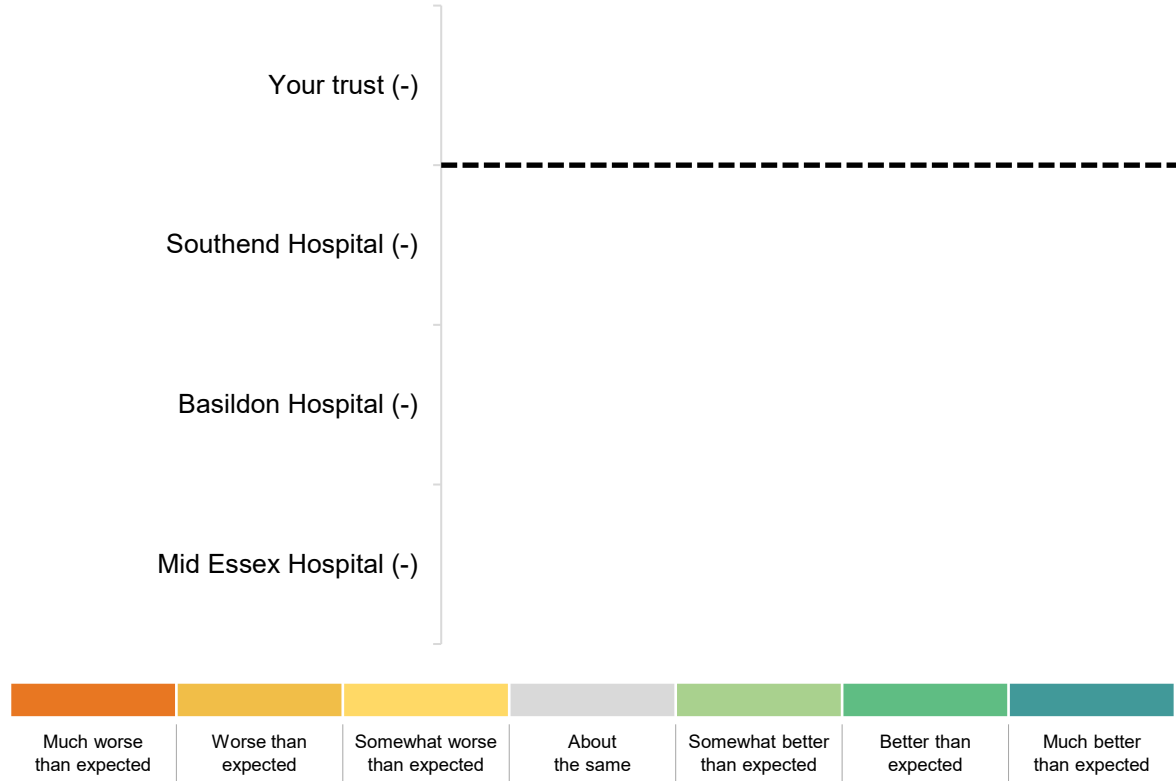 Your trust (-)
Southend Hospital (-)
Basildon Hospital (-)
Mid Essex Hospital (-)
Much worse
than expected
Worse than
expected
Somewhat worse
than expected
About
the same
Somewhat better
than expected
Better than
expected
Much better
than expected